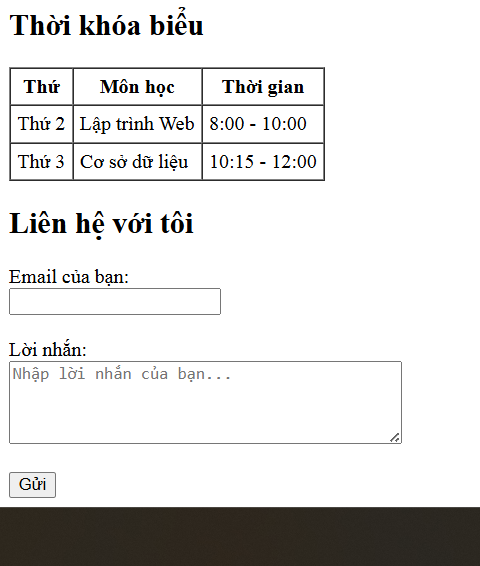 Thời khóa biểu
Thứ Môn học Thời gian
Thứ 2 Lập trình Web 8:00 - 10:00
Thứ 3 Cơ sở dữ liệu 10:15 - 12:00
Liên hệ với tôi
Email của bạn:
Lời nhắn:
Nhập lời nhắn của bạn...
Gửi